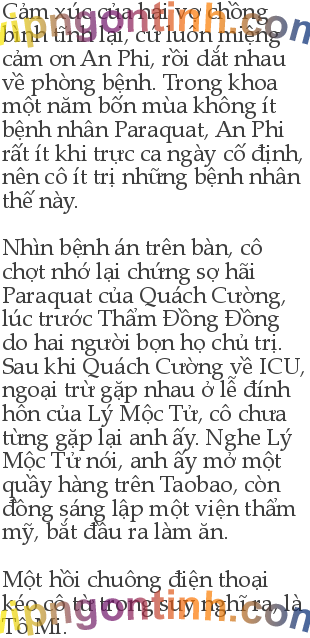 Cảm xúc của hai vợ chồng
bình tĩnh lại, cứ luôn miệng
cảm ơn An Phi, rồi dắt nhau
về phòng bệnh. Trong khoa
một năm bốn mùa không ít
bệnh nhân Paraquat, An Phi
rất ít khi trực ca ngày cố định,
nên cô ít trị những bệnh nhân
thế này.
Nhìn bệnh án trên bàn, cô
chợt nhớ lại chứng sợ hãi
Paraquat của Quách Cường,
lúc trước Thẩm Đồng Đồng
do hai người bọn họ chủ trị.
Sau khi Quách Cường về ICU,
ngoại trừ gặp nhau ở lễ đính
hôn của Lý Mộc Tử, cô chưa
từng gặp lại anh ấy. Nghe Lý
Mộc Tử nói, anh ấy mở một
quầy hàng trên Taobao, còn
đồng sáng lập một viện thẩm
mỹ, bắt đầu ra làm ăn.
Một hồi chuông điện thoại
kéo cô từ trong suy nghĩ ra, là
Tô Mì.